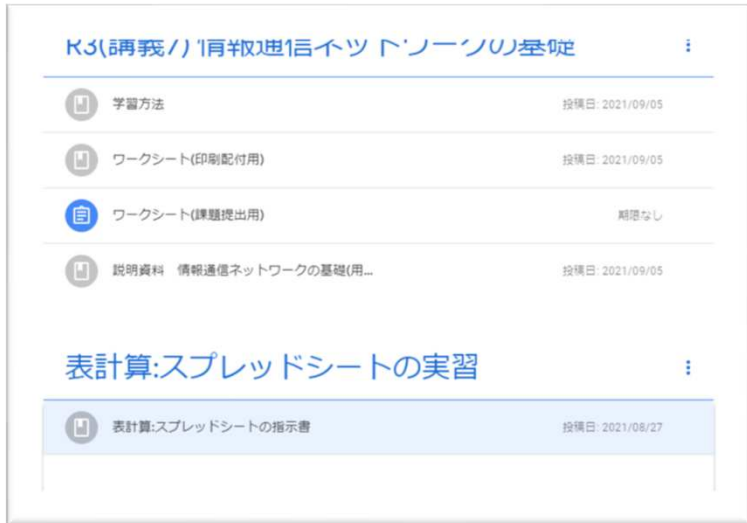 R3(講義7)情報通信ネットワークの基礎
学習方法 投稿日: 2021/09/05
ワークシート(印刷配付用) 投稿日: 2021/09/05
ワークシート(課題提出用) 期限なし
説明資料　情報通信ネットワークの基礎(用... 投稿日: 2021/09/05
表計算:スプレッドシートの実習
表計算:スプレッドシートの指示書 投稿日: 2021/08/27